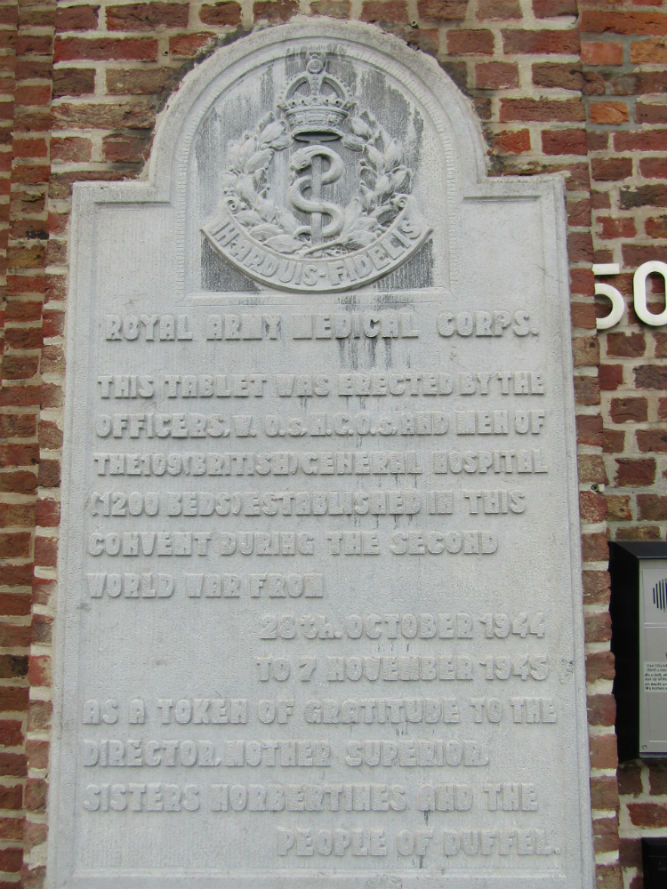 IN·ARDUIS·FIDELIS
ROYAL ARMY MEDICAL CORPS.
THIS TABLET WAS ERECTED BY THE
OFFICERS, W.O.S.,N.C.O.S. AND MEN OF
THE 109 (BRITISH) GENERAL HOSPITAL
(1200 BEDS) ESTABLISHED IN THIS
CONVENT DURING THE SECOND
WORLD WAR FROM
28TH. OCTOBER 1944
TO 7 NOVEMBER 1945
AS A TOKEN OF GRATITUDE TO THE
DIRECTOR, MOTHER SUPERIOR,
SISTERS NORBERTINES AND THE
PEOPLE OF DUFFEL.
50